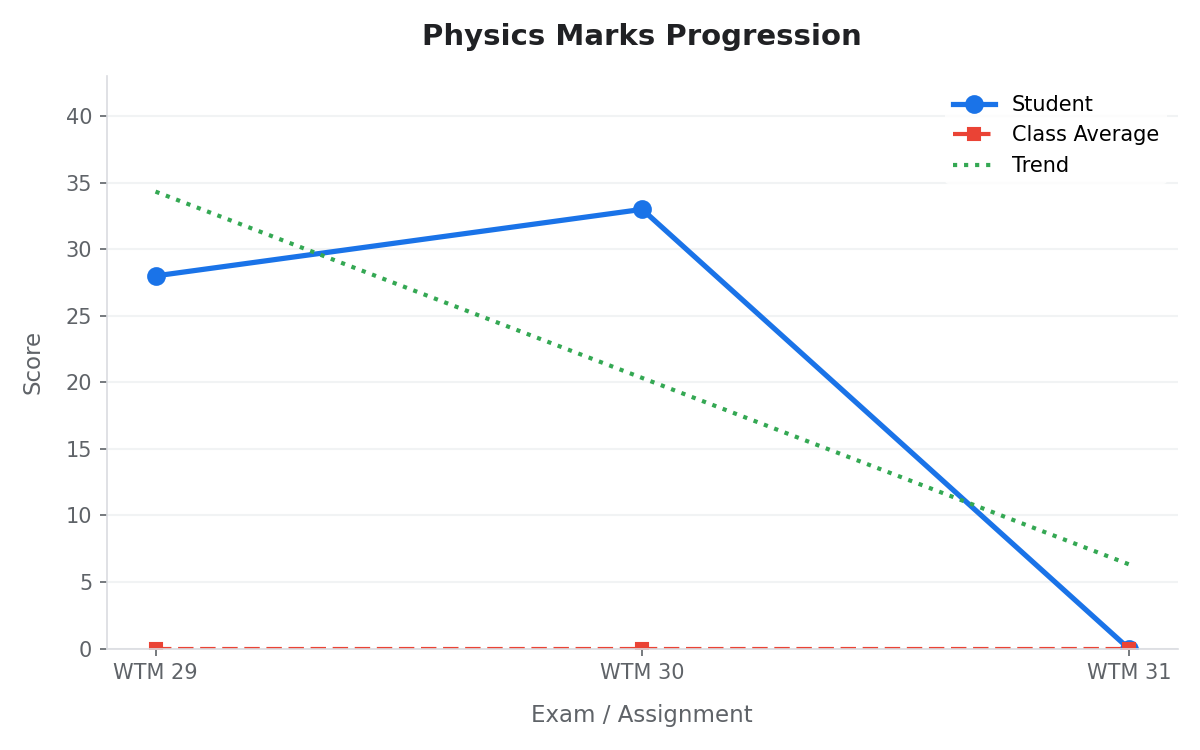 Physics Marks Progression
Student
Class Average
Trend
40
35
30
25
20
15
10
5
0
Score
WTM 29 WTM 30 WTM 31
Exam / Assignment